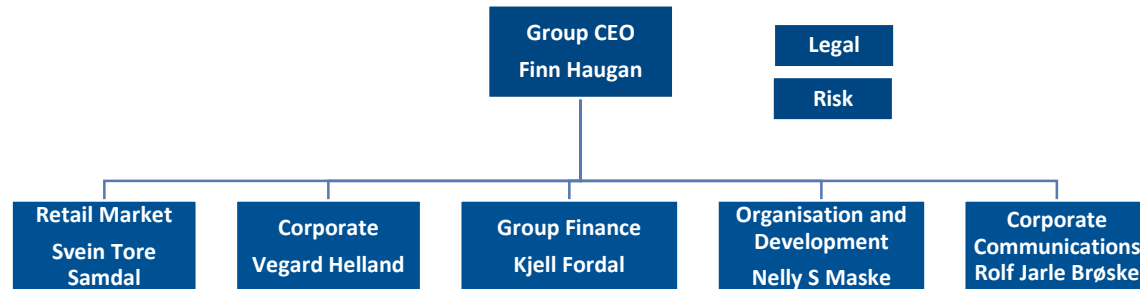 Group CEO
Finn Haugan
Legal
Risk
Retail Market
Svein Tore
Samdal
Corporate
Vegard Helland
Group Finance
Kjell Fordal
Organisation and
Development
Nelly S Maske
Corporate
Communications
Rolf Jarle Brøske